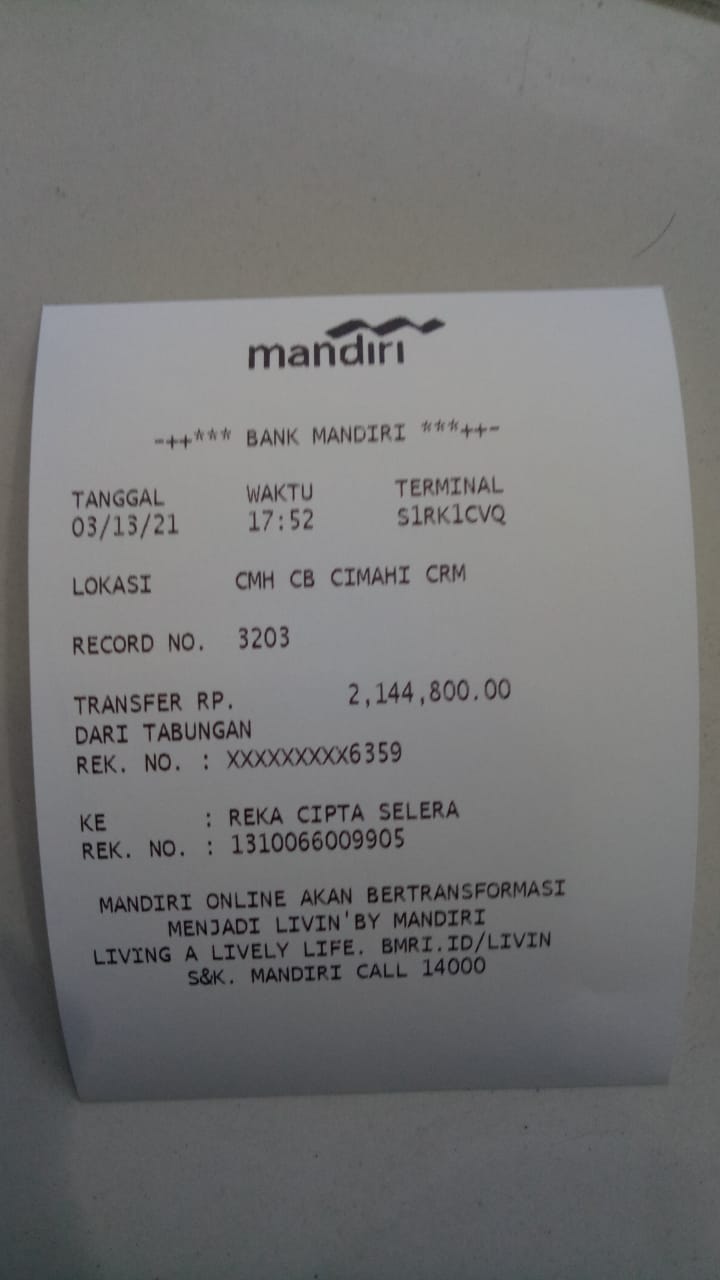 mandiri
-++*** BANK MANDIRI ***++-
TANGGAL WAKTU TERMINAL
03/13/21 17:52 S1RK1CVQ
LOKASI CMH CB CIMAHI CRM
RECORD NO. 3203
TRANSFER RP. 2,144,800.00
DARI TABUNGAN
REK. NO. : XXXXXXXXX6359
KE : REKA CIPTA SELERA
REK. NO. : 1310066009905
MANDIRI ONLINE AKAN BERTRANSFORMASI
MENJADI LIVIN'BY MANDIRI
LIVING A LIVELY LIFE. BMRI.ID/LIVIN
S&K. MANDIRI CALL 14000